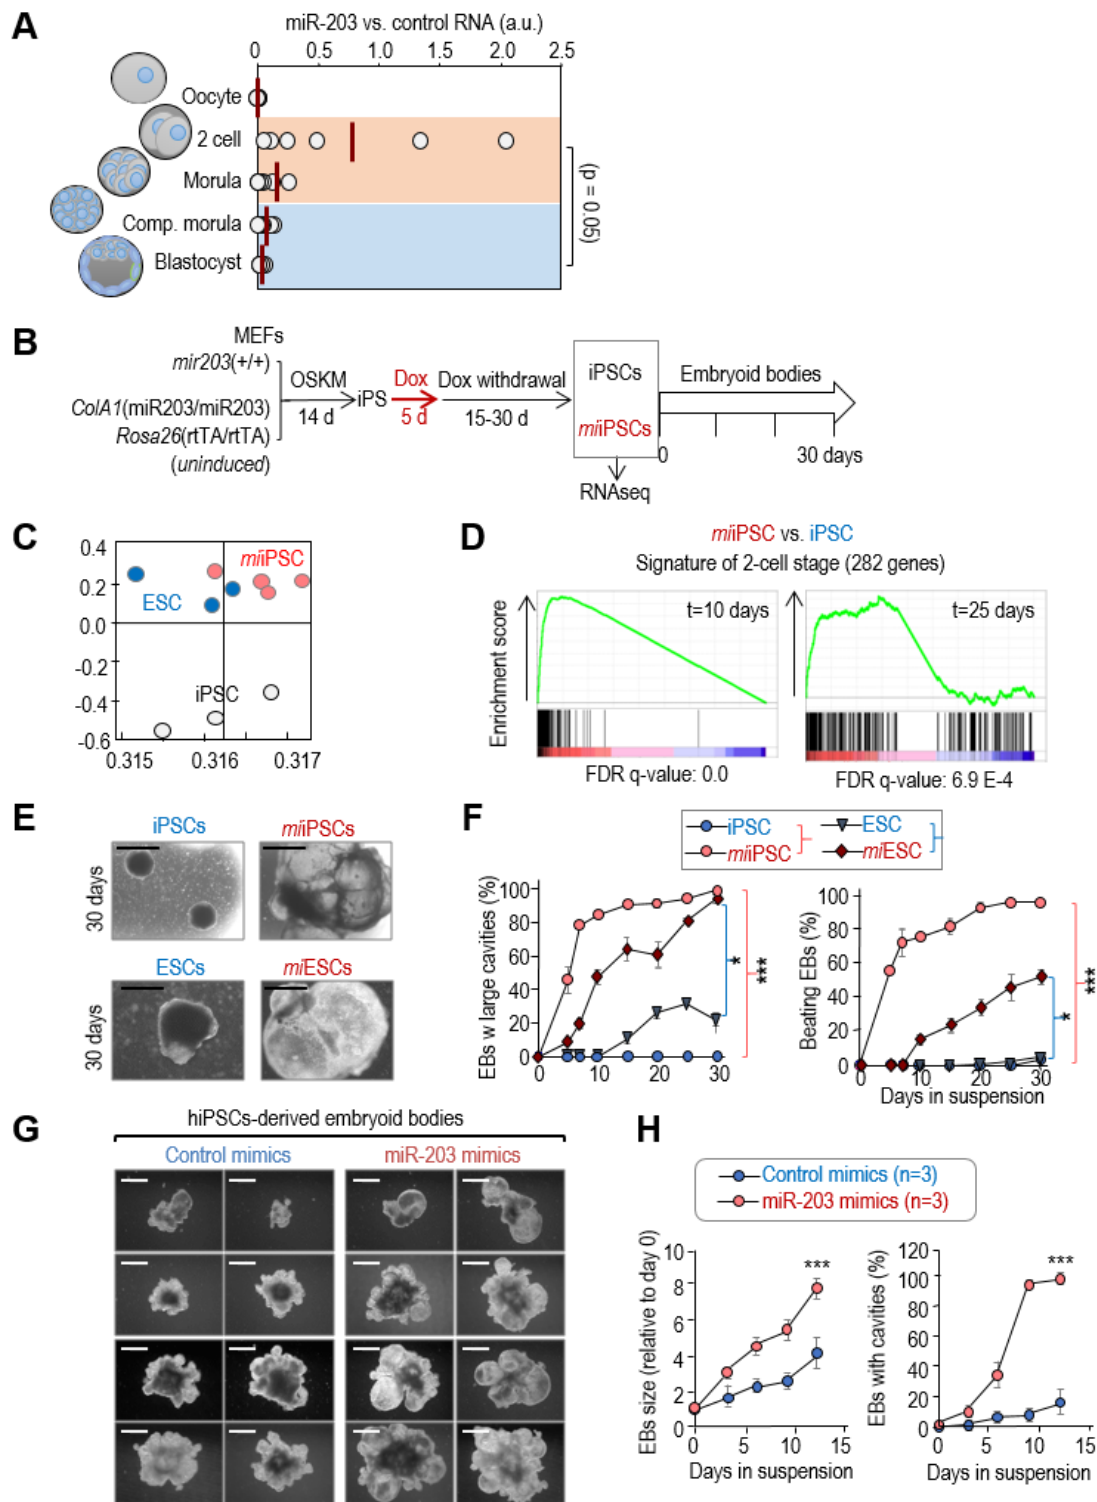 A
miR-203 vs. control RNA (a.u.)
0 0.5 1.0 1.5 2.0 2.5
Oocyte
2 cell
Morula
Comp. morula
Blastocyst
(p = 0.05)
B
MEFs
mir203(+/+)
ColA1(miR203/miR203)
Rosa26(rtTA/rtTA)
(uninduced)
OSKM
14 d
iPS
Dox
5 d
Dox withdrawal
15-30 d
iPSCs
miiPSCs
RNAseq
Embryoid bodies
0
30 days
C
0.4
0.2
0.0
-0.2
-0.4
-0.6
miiPSC
ESC
iPSC
0.315 0.316 0.317
D
miiPSC vs. iPSC
Signature of 2-cell stage (282 genes)
Enrichment score
t=10 days
t=25 days
FDR q-value: 0.0
FDR q-value: 6.9 E-4
E
iPSCs
miiPSCs
30 days
ESCs
miESCs
30 days
F
iPSC
ESC
miiPSC
miESC
EBs w large cavities (%)
100
80
60
40
20
0
0 10 20 30
*
***
Beating EBs (%)
100
80
60
40
20
0
0 10 20 30
*
***
Days in suspension
G
hiPSCs-derived embryoid bodies
Control mimics
miR-203 mimics
H
Control mimics (n=3)
miR-203 mimics (n=3)
EBs size (relative to day 0)
10
8
6
4
2
0
0 5 10 15
***
Days in suspension
EBs with cavities (%)
120
100
80
60
40
20
0
0 5 10 15
***
Days in suspension